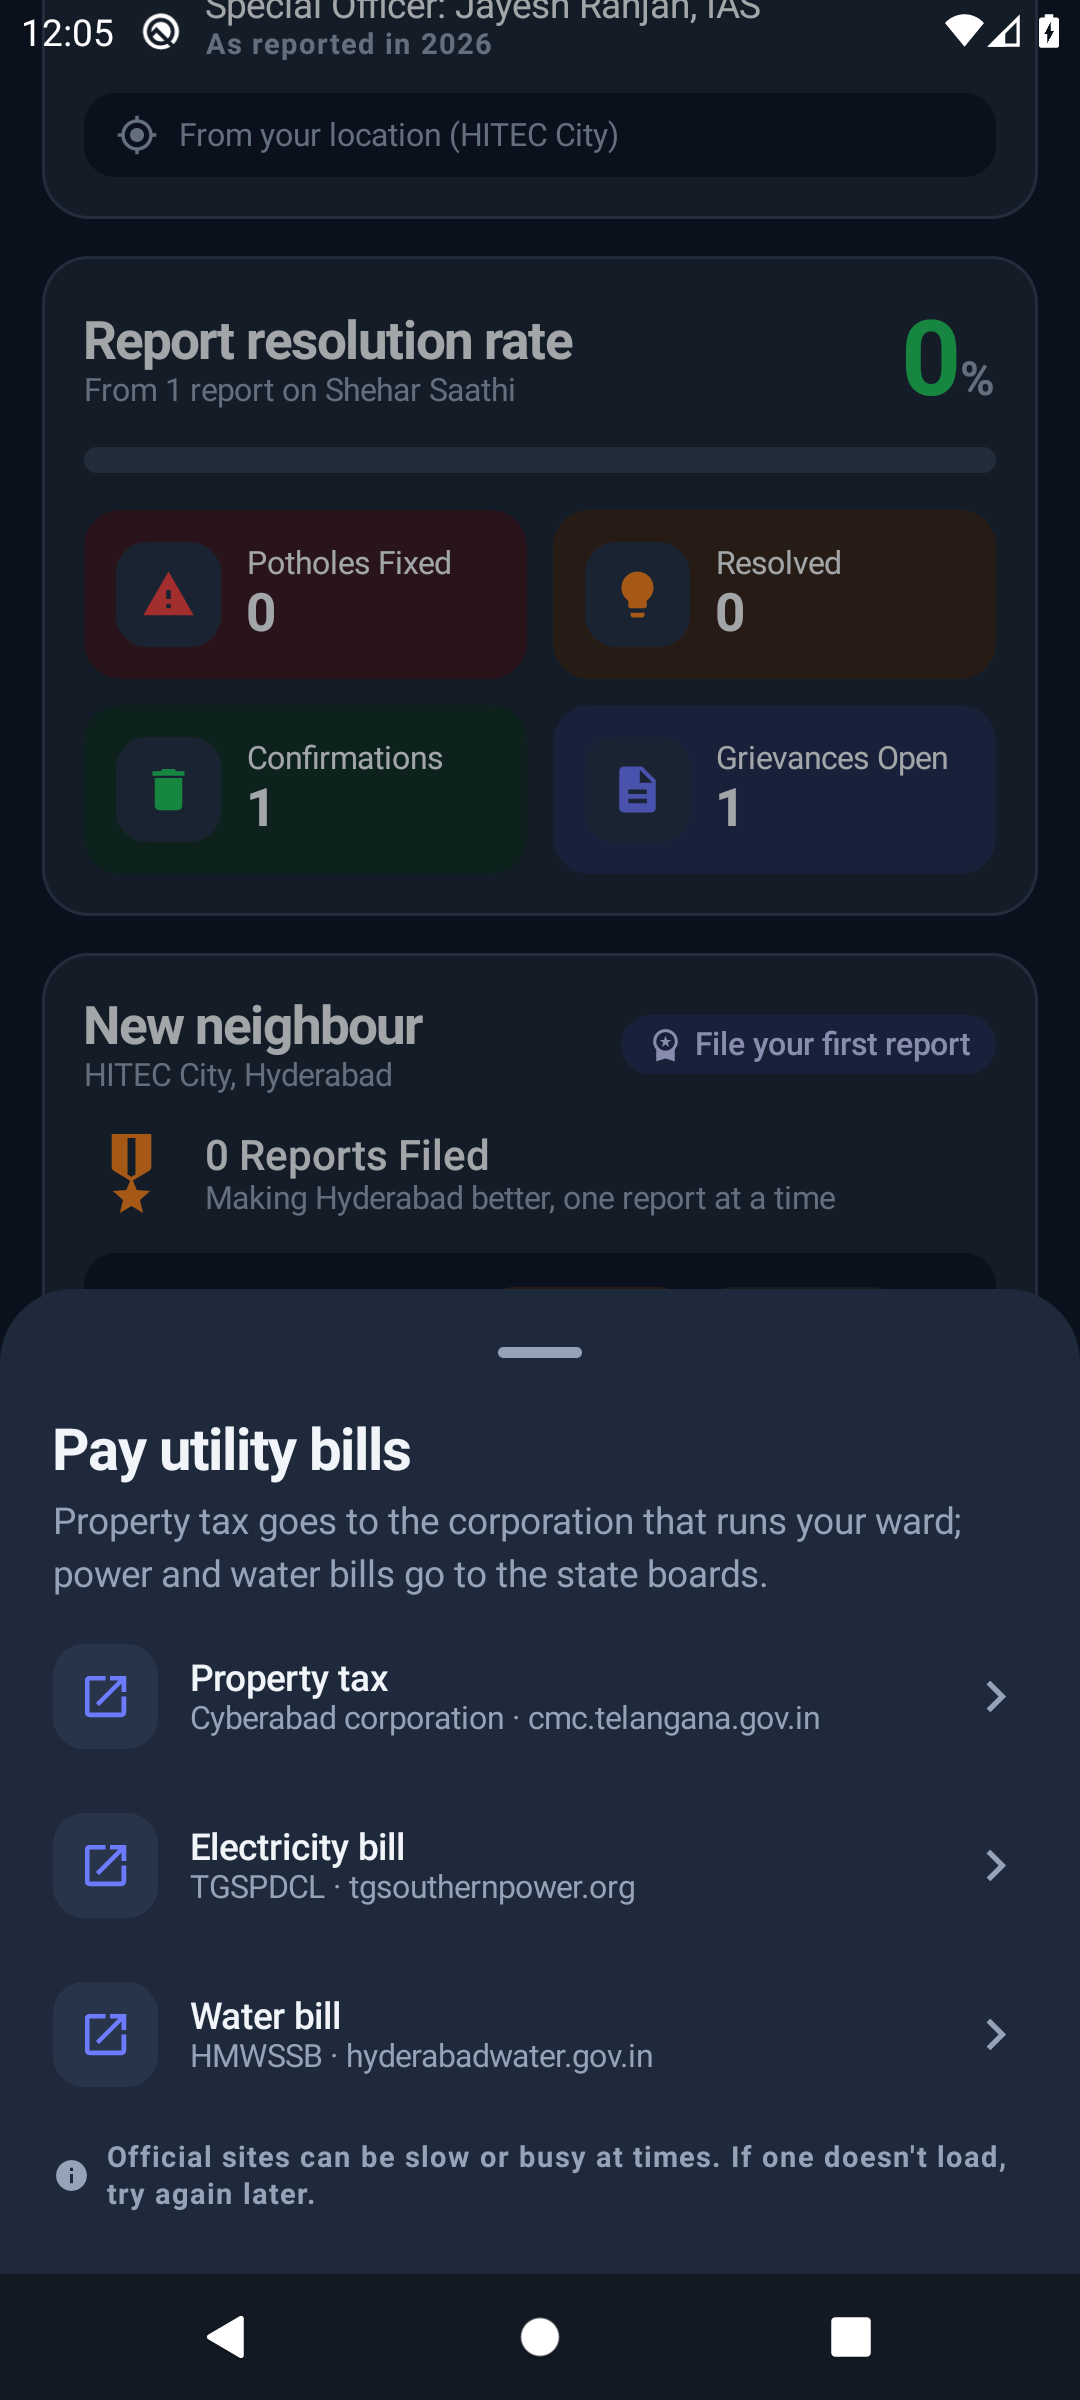 12:05
Special Officer: Jayesh Ranjan, IAS
As reported in 2026
From your location (HITEC City)
Report resolution rate
0%
From 1 report on Shehar Saathi
Potholes Fixed
0
Resolved
0
Confirmations
1
Grievances Open
1
New neighbour
HITEC City, Hyderabad
File your first report
0 Reports Filed
Making Hyderabad better, one report at a time
Pay utility bills
Property tax goes to the corporation that runs your ward;
power and water bills go to the state boards.
Property tax
Cyberabad corporation · cmc.telangana.gov.in
Electricity bill
TGSPDCL · tgsouthernpower.org
Water bill
HMWSSB · hyderabadwater.gov.in
Official sites can be slow or busy at times. If one doesn't load,
try again later.